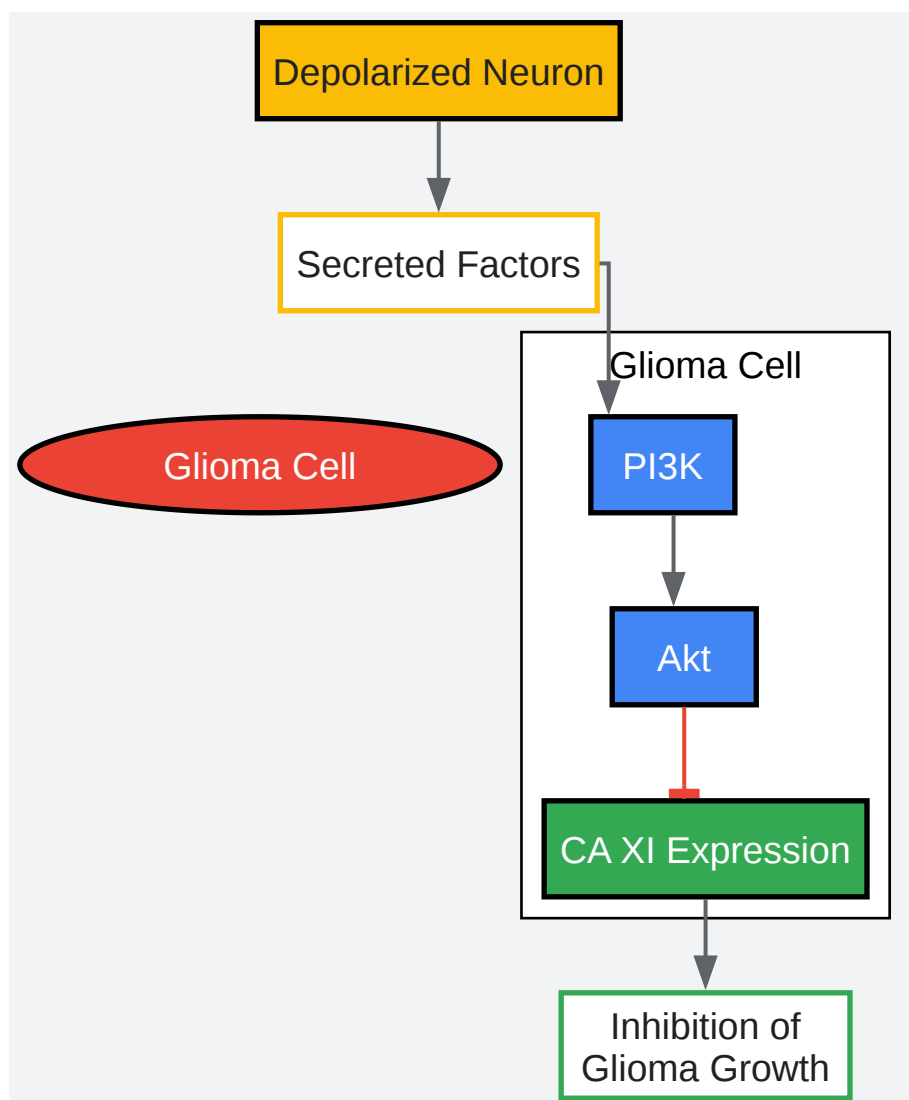 Depolarized Neuron
Secreted Factors
Glioma Cell
Glioma Cell
PI3K
Akt
CA XI Expression
Inhibition of
Glioma Growth